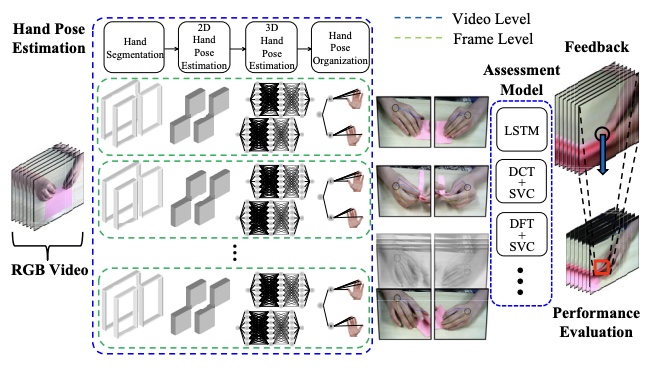 Hand Pose
Estimation
Hand
Segmentation
2D
Hand
Pose
Estimation
3D
Hand
Pose
Estimation
Hand
Pose
Organization
Video Level
Frame Level
Feedback
Assessment
Model
LSTM
DCT
+
SVC
DFT
+
SVC
RGB Video
Performance
Evaluation